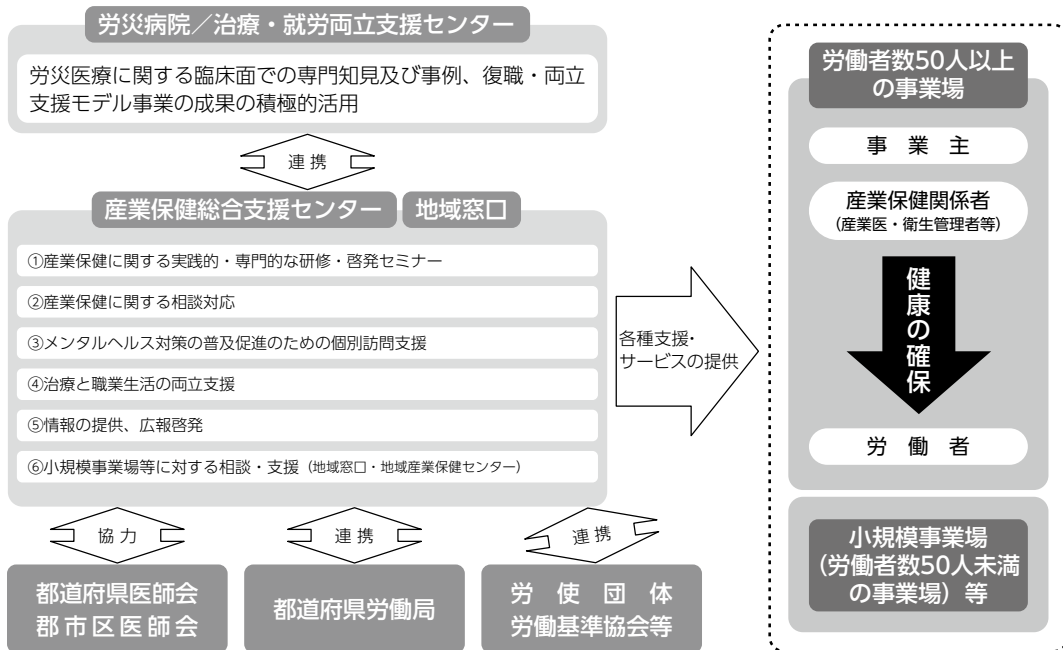 労災病院／治療・就労両立支援センター
労災医療に関する臨床面での専門知見及び事例、復職・両立
支援モデル事業の成果の積極的活用
連携
産業保健総合支援センター
地域窓口
①産業保健に関する実践的・専門的な研修・啓発セミナー
②産業保健に関する相談対応
③メンタルヘルス対策の普及促進のための個別訪問支援
④治療と職業生活の両立支援
⑤情報の提供、広報啓発
⑥小規模事業場等に対する相談・支援（地域窓口・地域産業保健センター）
協力
連携
連携
都道府県医師会
郡市区医師会
都道府県労働局
労使団体
労働基準協会等
各種支援・
サービスの提供
労働者数50人以上
の事業場
事業主
産業保健関係者
（産業医・衛生管理者等）
健康の確保
労働者
小規模事業場
（労働者数50人未満
の事業場）等